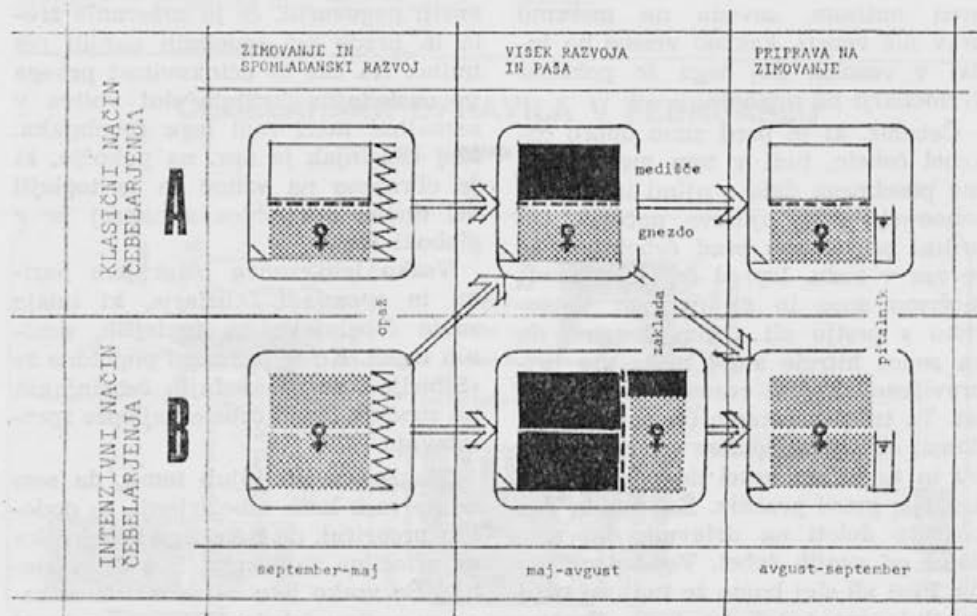 ZIMOVANJE IN
SPOMLADANSKI RAZVOJ
VIŠEK RAZVOJA
IN PAŠA
PRIPRAVA NA
ZIMOVANJE
KLASIČNI NAČIN
ČEBELARJENJA
A
medišče
gnezdo
♀
♀
♀
opaž
naklada
pitalnik
INTENZIVNI NAČIN
ČEBELARJENJA
B
♀
♀
♀
september-maj
maj-avgust
avgust-september